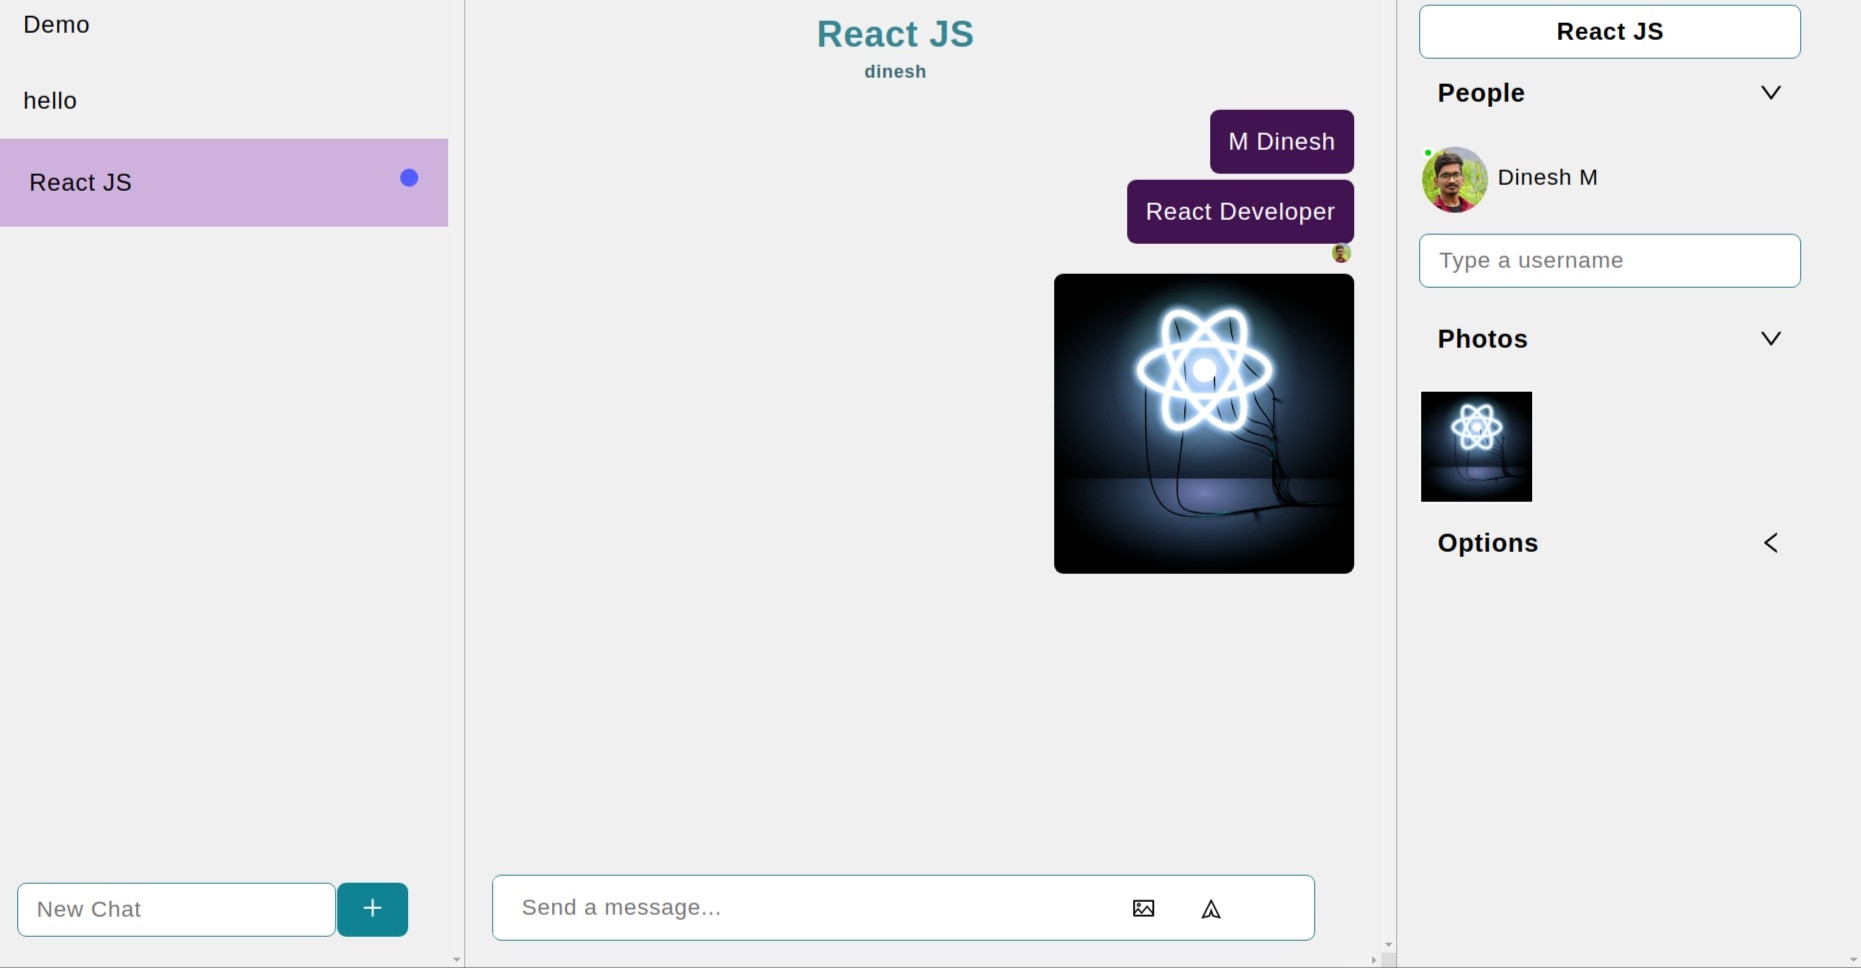 Demo
hello
React JS
New Chat
+
React JS
dinesh
M Dinesh
React Developer
Send a message...
React JS
People
Dinesh M
Type a username
Photos
Options